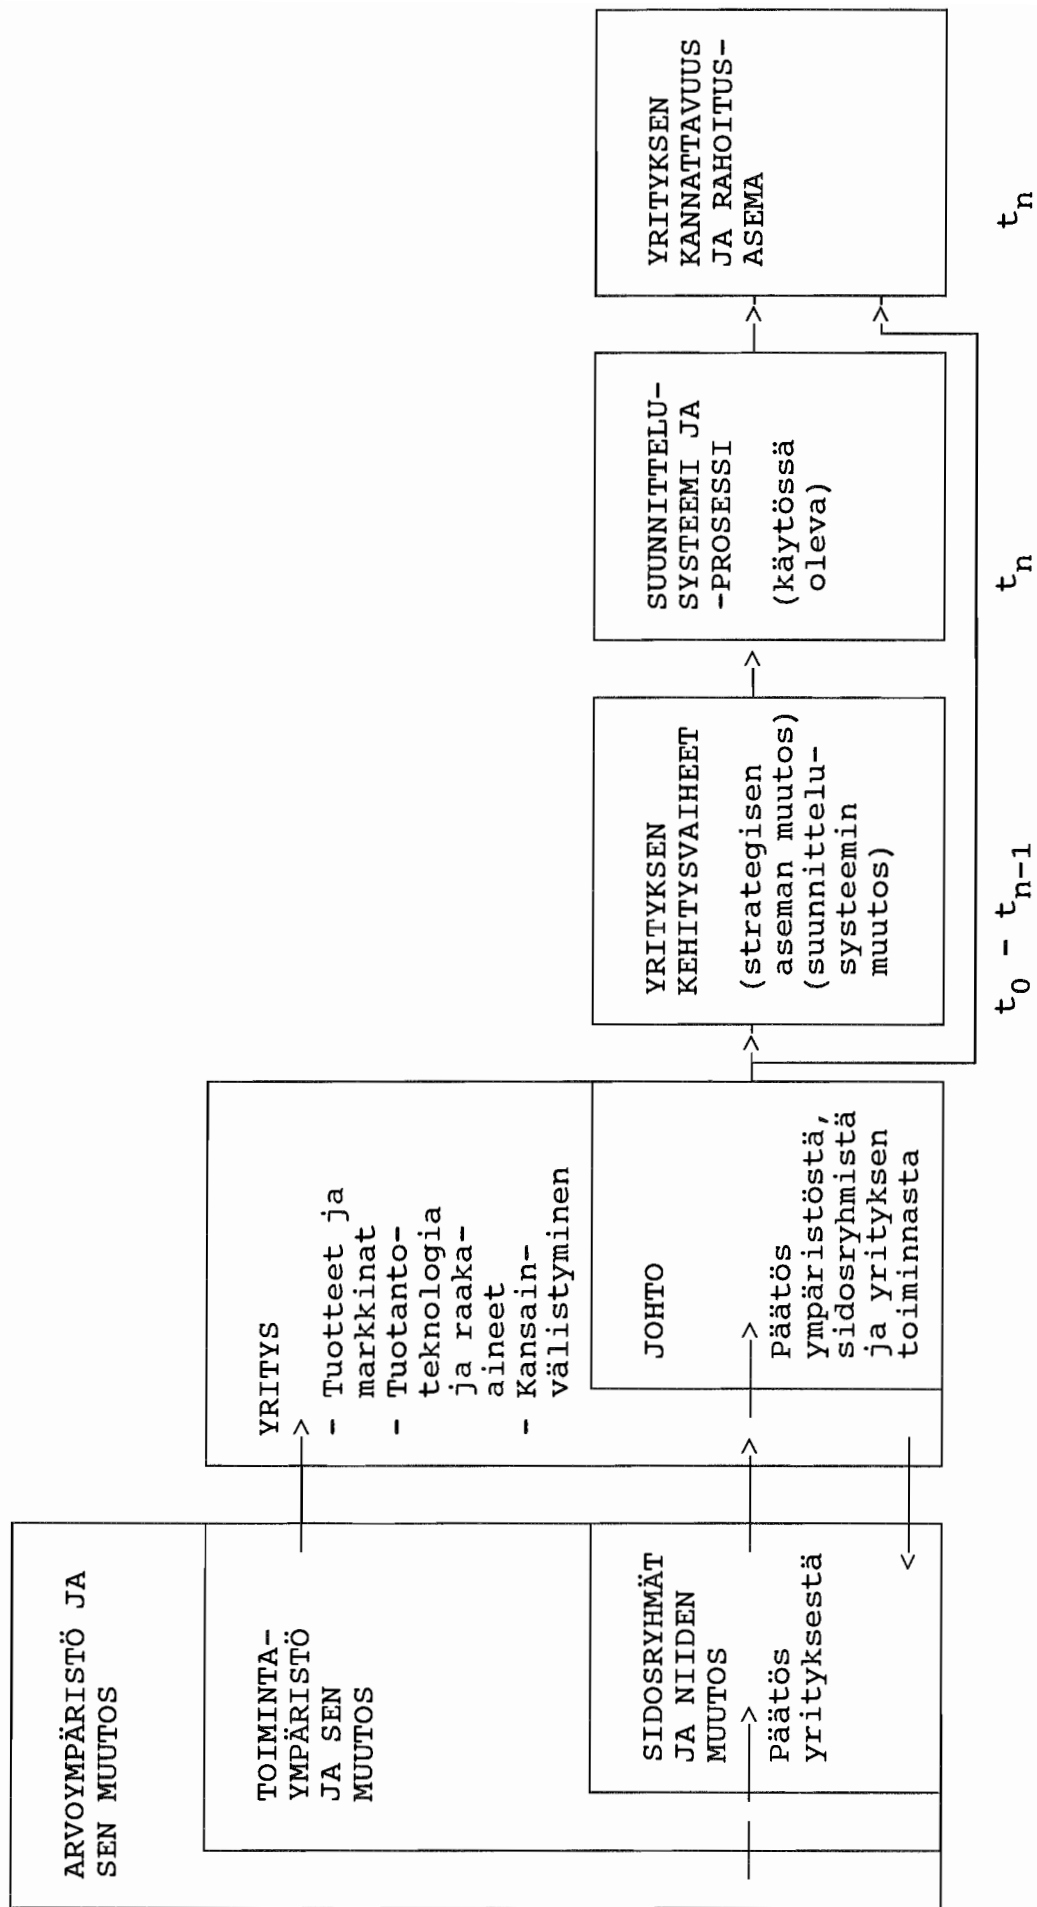 ARVOYMPÄRISTÖ JA
SEN MUUTOS
TOIMINTA-
YMPÄRISTÖ
JA SEN
MUUTOS
SIDOSRYHMÄT
JA NIIDEN
MUUTOS
Päätös
yrityksestä
YRITYS
- Tuotteet ja
markkinat
- Tuotanto-
teknologia
ja raaka-
aineet
- Kansain-
välistyminen
JOHTO
Päätös
ympäristöstä,
sidosryhmistä
ja yrityksen
toiminnasta
YRITYKSEN
KEHITYSVAIHEET
(strategisen
aseman muutos)
(suunnittelu-
systeemin
muutos)
SUUNNITTELU-
SYSTEEMI JA
-PROSESSI
(käytössä
oleva)
YRITYKSEN
KANNATTAVUUS
JA RAHOITUS-
ASEMA
t0 - tn-1
tn
tn